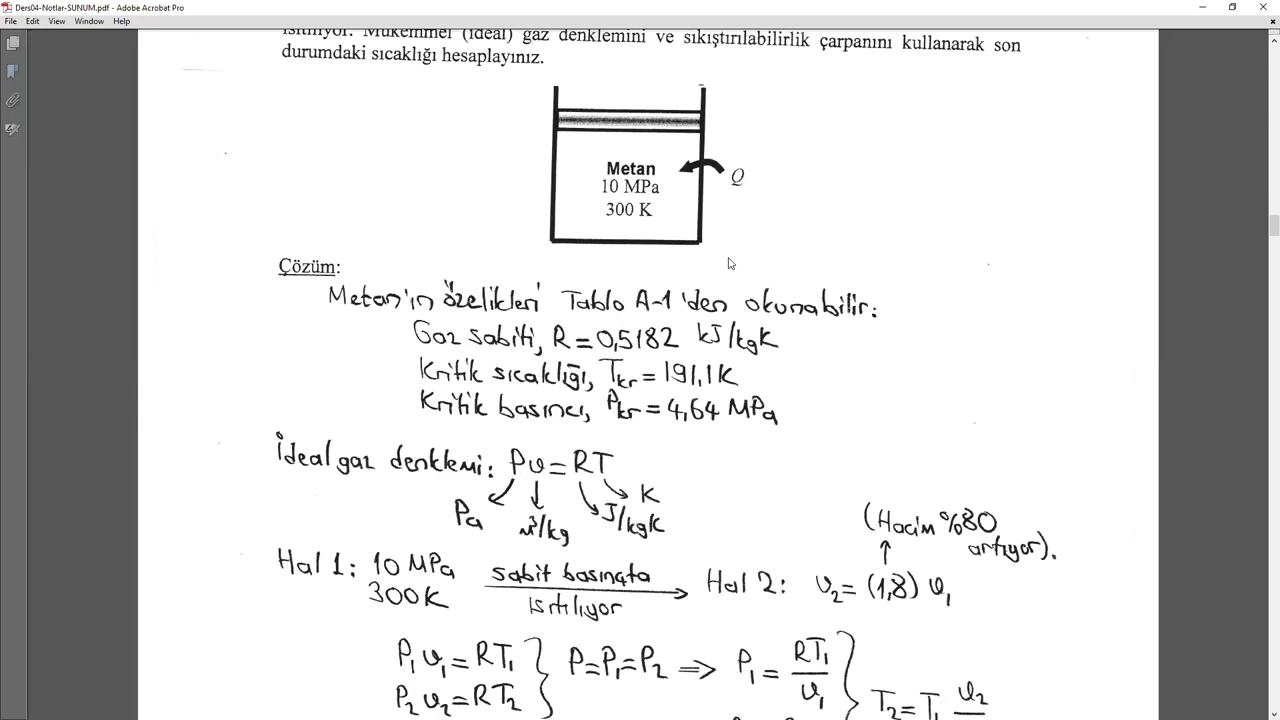 Ders04-Notlar-SUNUM.pdf - Adobe Acrobat Pro
File Edit View Window Help
ısıtılıyor. Mükemmel (ideal) gaz denklemini ve sıkıştırılabilirlik çarpanını kullanarak son
durumdaki sıcaklığı hesaplayınız.
Metan
10 MPa
300 K
Q
Çözüm:
Metan'ın özelikleri Tablo A-1'den okunabilir:
Gaz sabiti, R = 0,5182 kJ/kgK
Kritik sıcaklığı, Tkr = 191,1K
Kritik basıncı, Pkr = 4,64 MPa
İdeal gaz denklemi: Pυ = RT
Pa m³/kg J/kgK K
(Hacim %80
artıyor).
Hal 1: 10 MPa sabit basınçta Hal 2: υ2 = (1,8) υ1
300K ısıtılıyor
P1 υ1 = RT1 } P=P1=P2 ⇒ P1 = RT1/υ1
P2 υ2 = RT2 T2 = T1 υ2